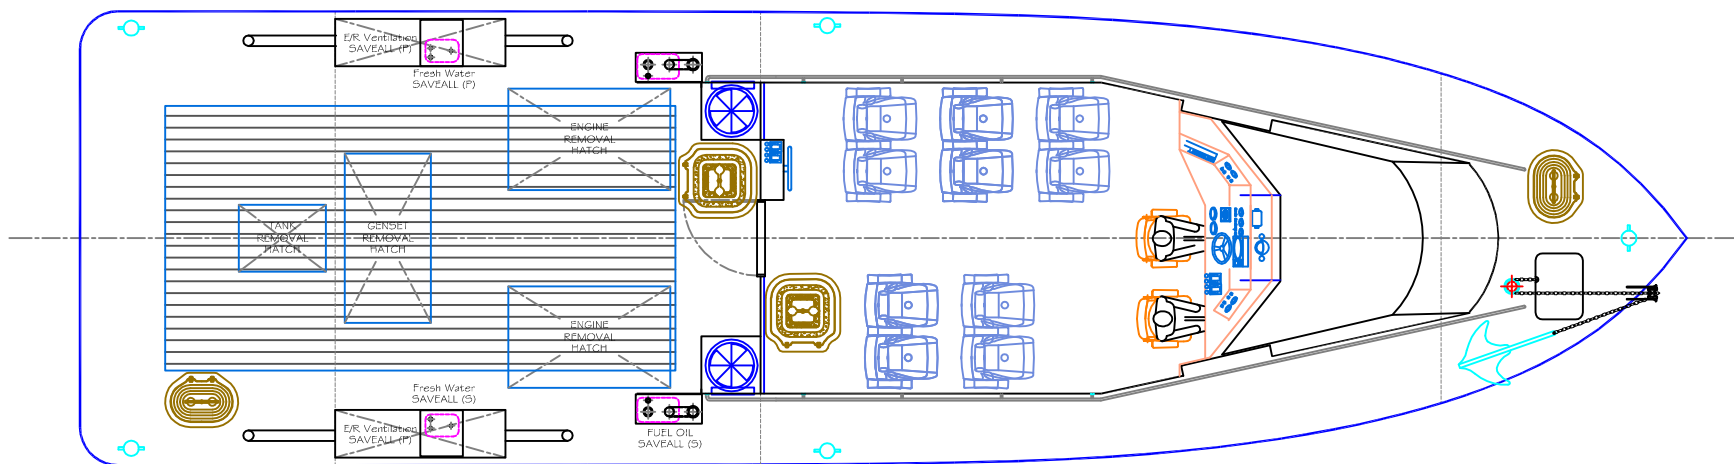 E/R Ventilation
SAVEALL (P)
Fresh Water
SAVEALL (P)
ENGINE
REMOVAL
HATCH
TANK
REMOVAL
HATCH
GENSET
REMOVAL
HATCH
ENGINE
REMOVAL
HATCH
Fresh Water
SAVEALL (S)
E/R Ventilation
SAVEALL (P)
FUEL OIL
SAVEALL (S)